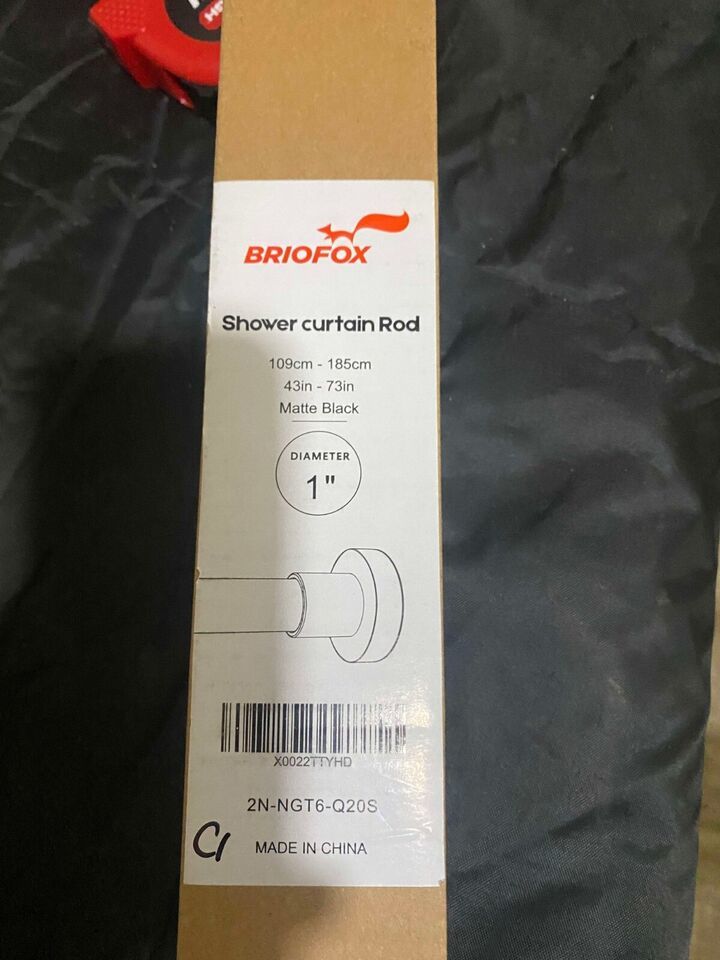 BRIOFOX
Shower curtain Rod
109cm - 185cm
43in - 73in
Matte Black
DIAMETER
1"
X0022TTYHD
2N-NGT6-Q20S
C1
MADE IN CHINA